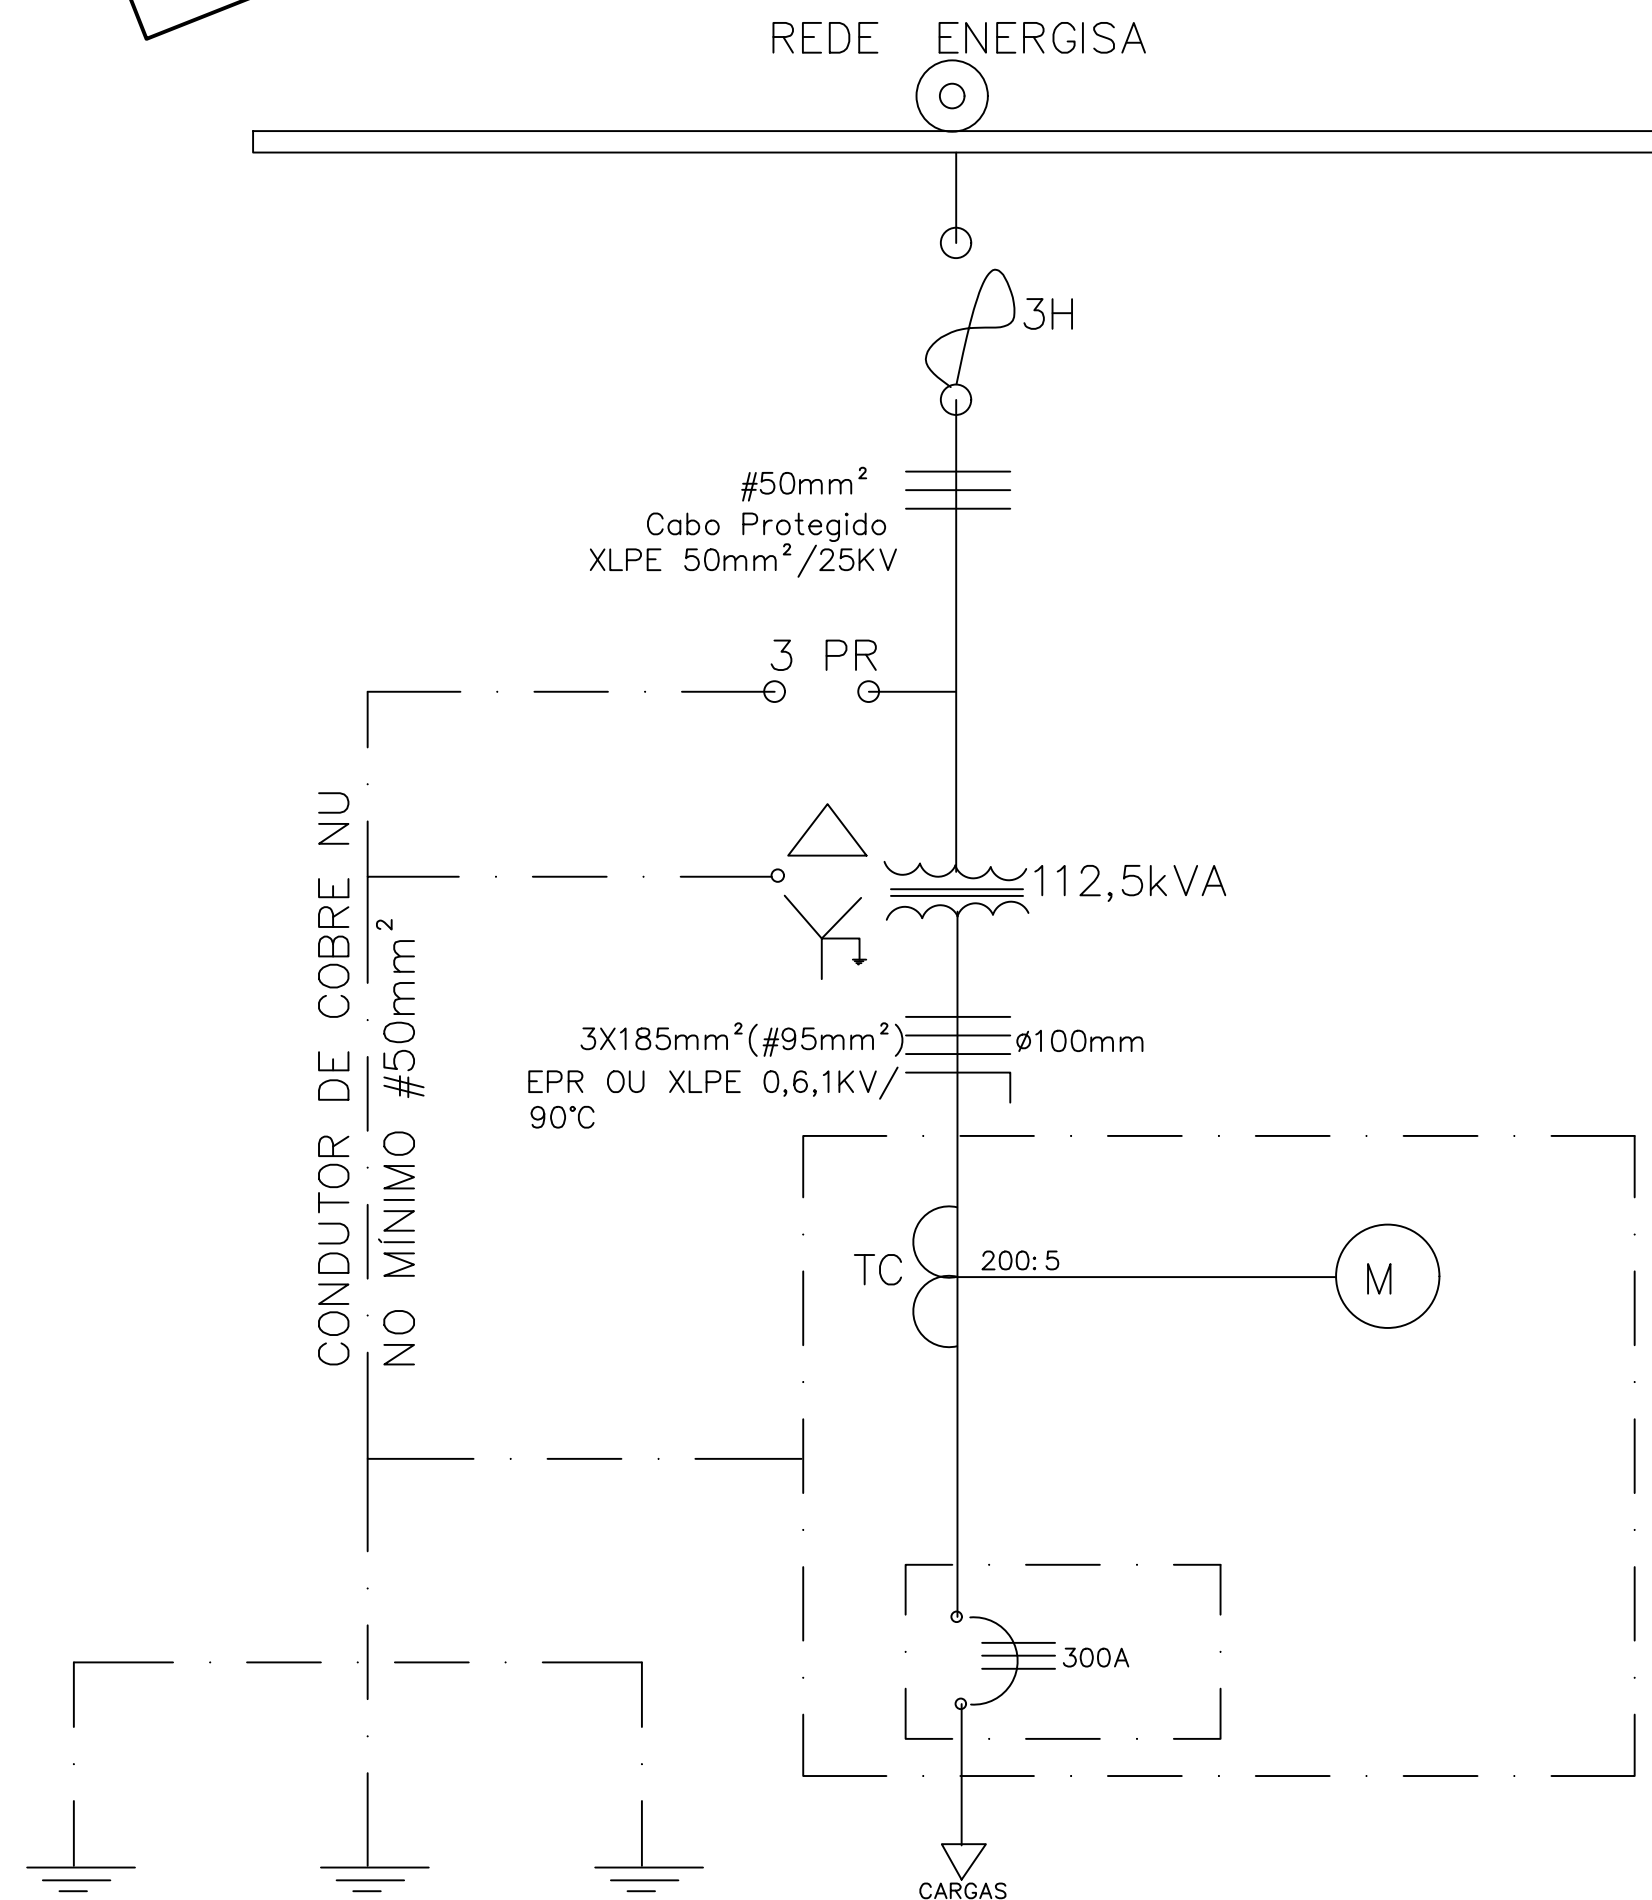 REDE ENERGISA
3H
#50mm²
Cabo Protegido
XLPE 50mm²/25KV
3 PR
112,5kVA
CONDUTOR DE COBRE NU
NO MÍNIMO #50mm²
3X185mm²(#95mm²)
ø100mm
EPR OU XLPE 0,6,1KV/
90°C
TC
200:5
M
300A
CARGAS